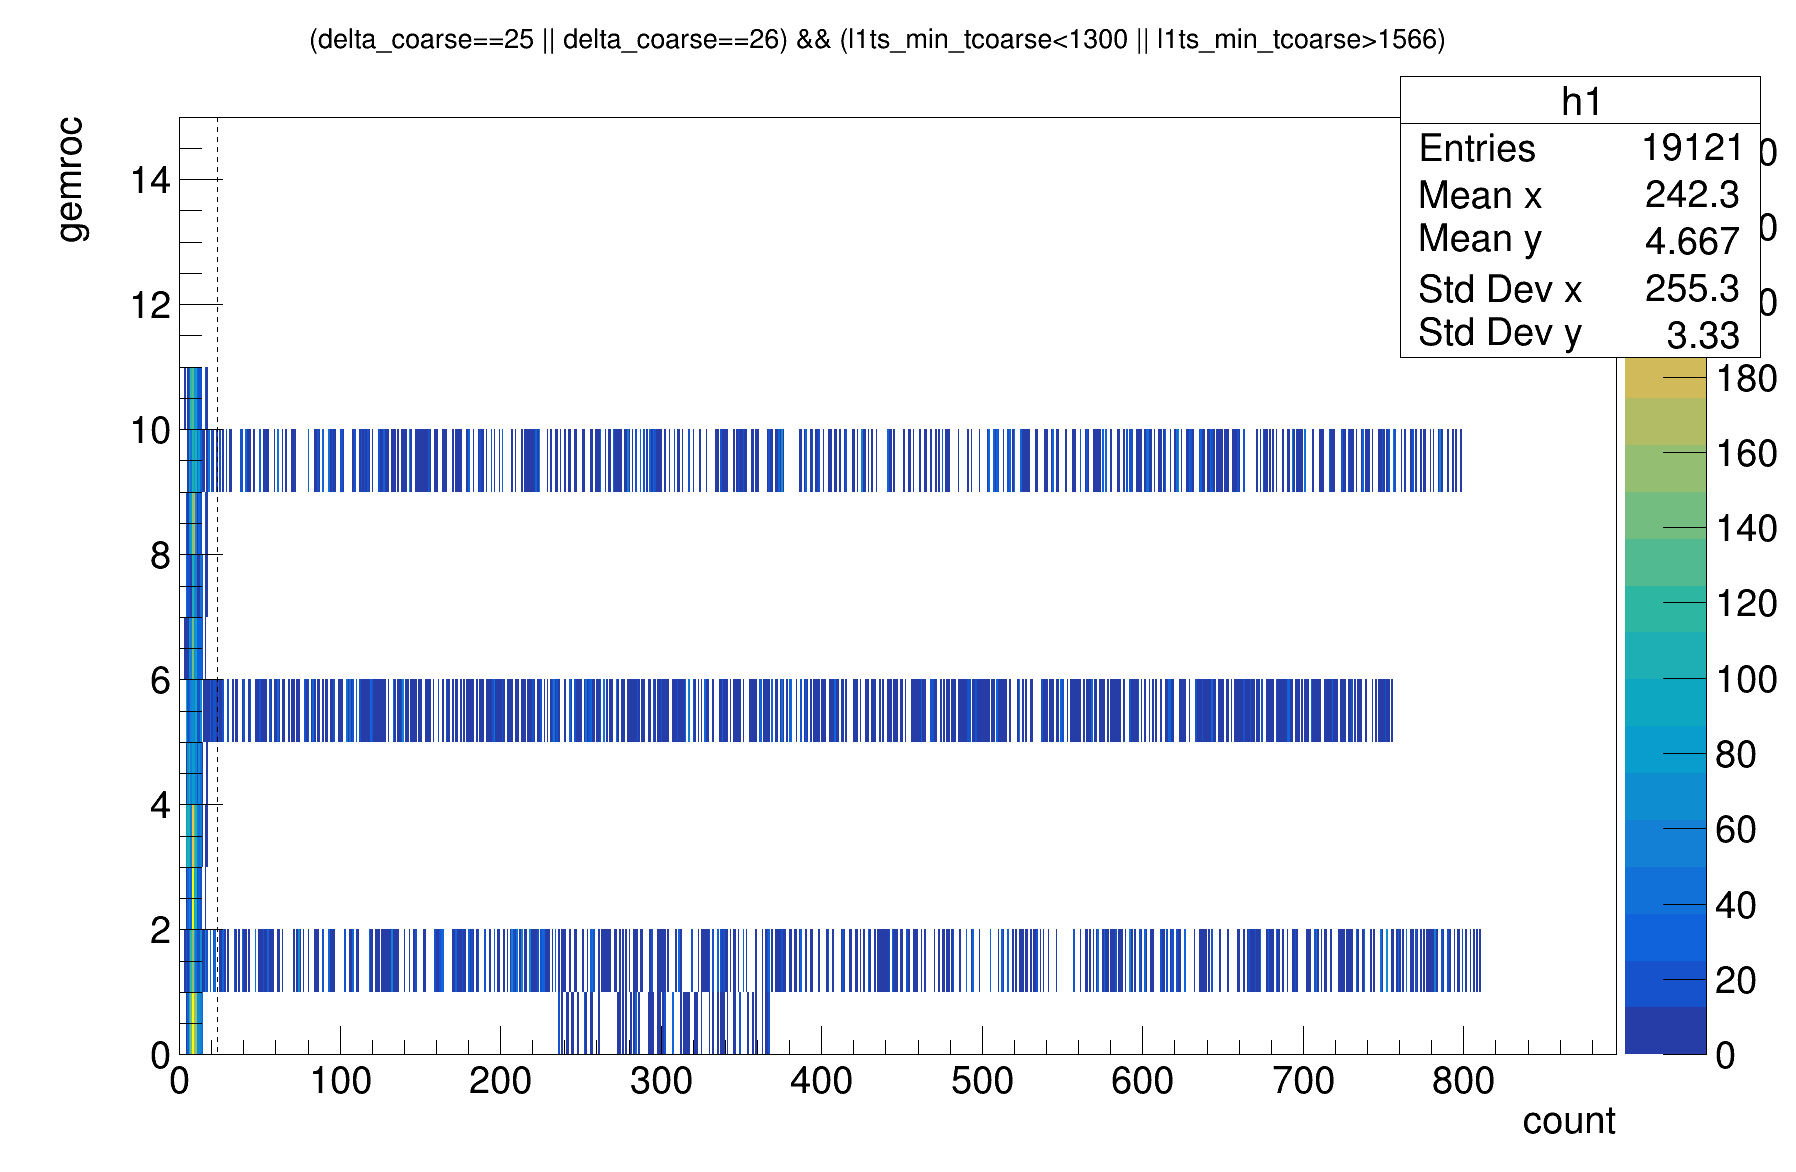 (delta_coarse==25 || delta_coarse==26) && (l1ts_min_tcoarse<1300 || l1ts_min_tcoarse>1566)
h1
Entries 19121
Mean x 242.3
Mean y 4.667
Std Dev x 255.3
Std Dev y 3.33
gemroc
14
12
10
8
6
4
2
0
0 100 200 300 400 500 600 700 800
count
180
160
140
120
100
80
60
40
20
0